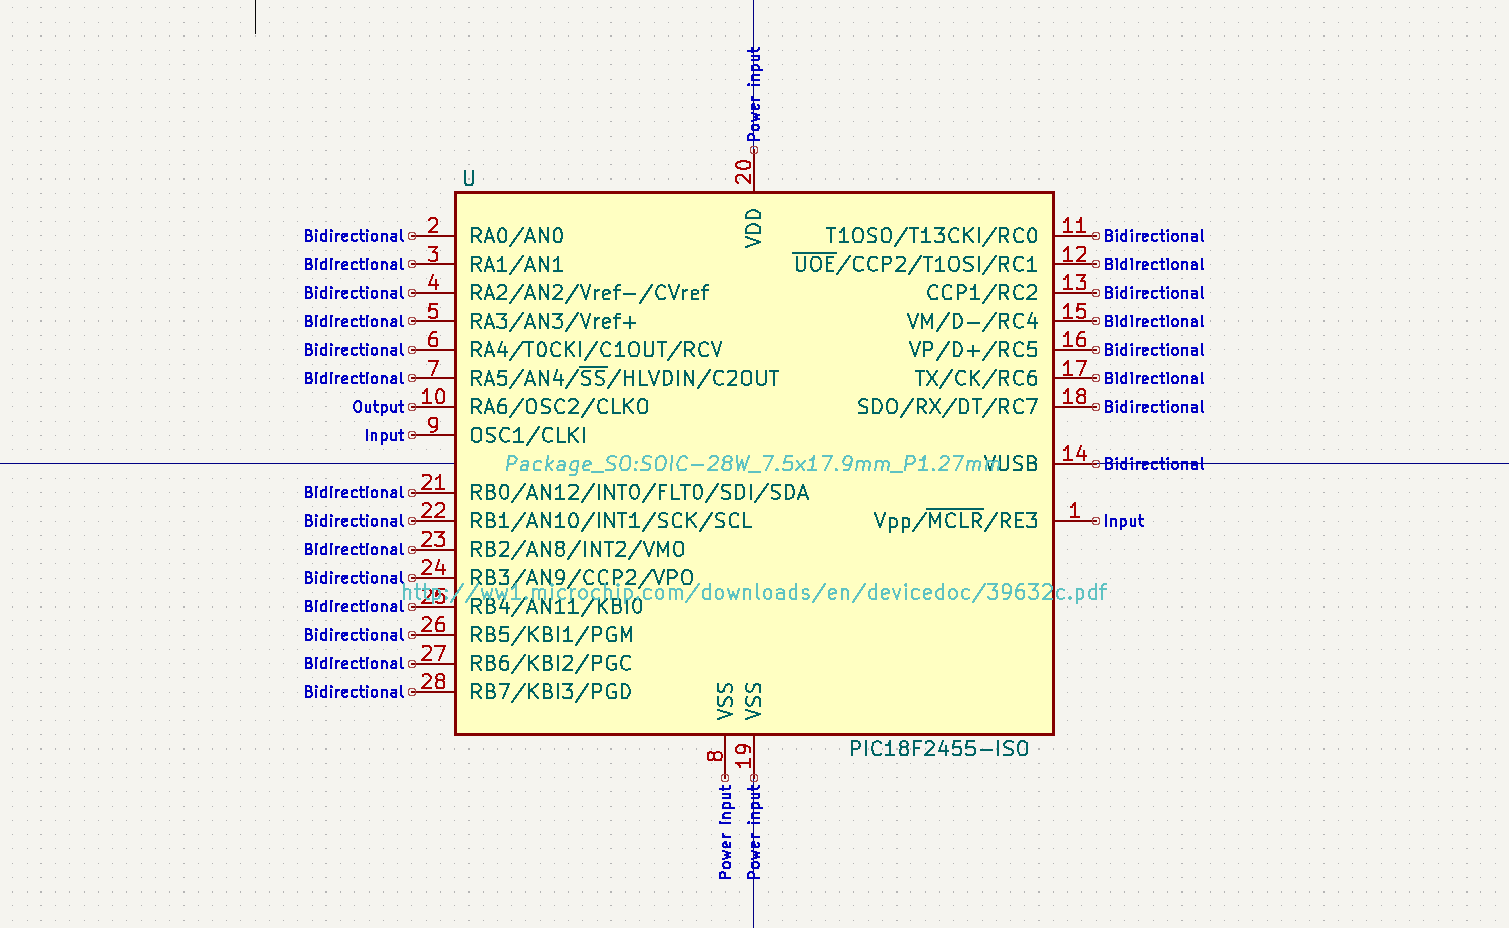 Power input
20
U
VDD
Bidirectional 2 RA0/AN0
Bidirectional 3 RA1/AN1
Bidirectional 4 RA2/AN2/Vref-/CVref
Bidirectional 5 RA3/AN3/Vref+
Bidirectional 6 RA4/T0CKI/C1OUT/RCV
Bidirectional 7 RA5/AN4/SS/HLVDIN/C2OUT
Output 10 RA6/OSC2/CLKO
Input 9 OSC1/CLKI
T1OSO/T13CKI/RC0 11 Bidirectional
UOE/CCP2/T1OSI/RC1 12 Bidirectional
CCP1/RC2 13 Bidirectional
VM/D-/RC4 15 Bidirectional
VP/D+/RC5 16 Bidirectional
TX/CK/RC6 17 Bidirectional
SDO/RX/DT/RC7 18 Bidirectional
Package_SO:SOIC-28W_7.5x17.9mm_P1.27mm
VUSB 14 Bidirectional
Bidirectional 21 RB0/AN12/INT0/FLT0/SDI/SDA
Bidirectional 22 RB1/AN10/INT1/SCK/SCL
Bidirectional 23 RB2/AN8/INT2/VMO
Bidirectional 24 RB3/AN9/CCP2/VPO
Vpp/MCLR/RE3 1 Input
http://ww1.microchip.com/downloads/en/devicedoc/39632c.pdf
Bidirectional 25 RB4/AN11/KBI0
Bidirectional 26 RB5/KBI1/PGM
Bidirectional 27 RB6/KBI2/PGC
Bidirectional 28 RB7/KBI3/PGD
VSS
VSS
8
19
PIC18F2455-ISO
Power input
Power input